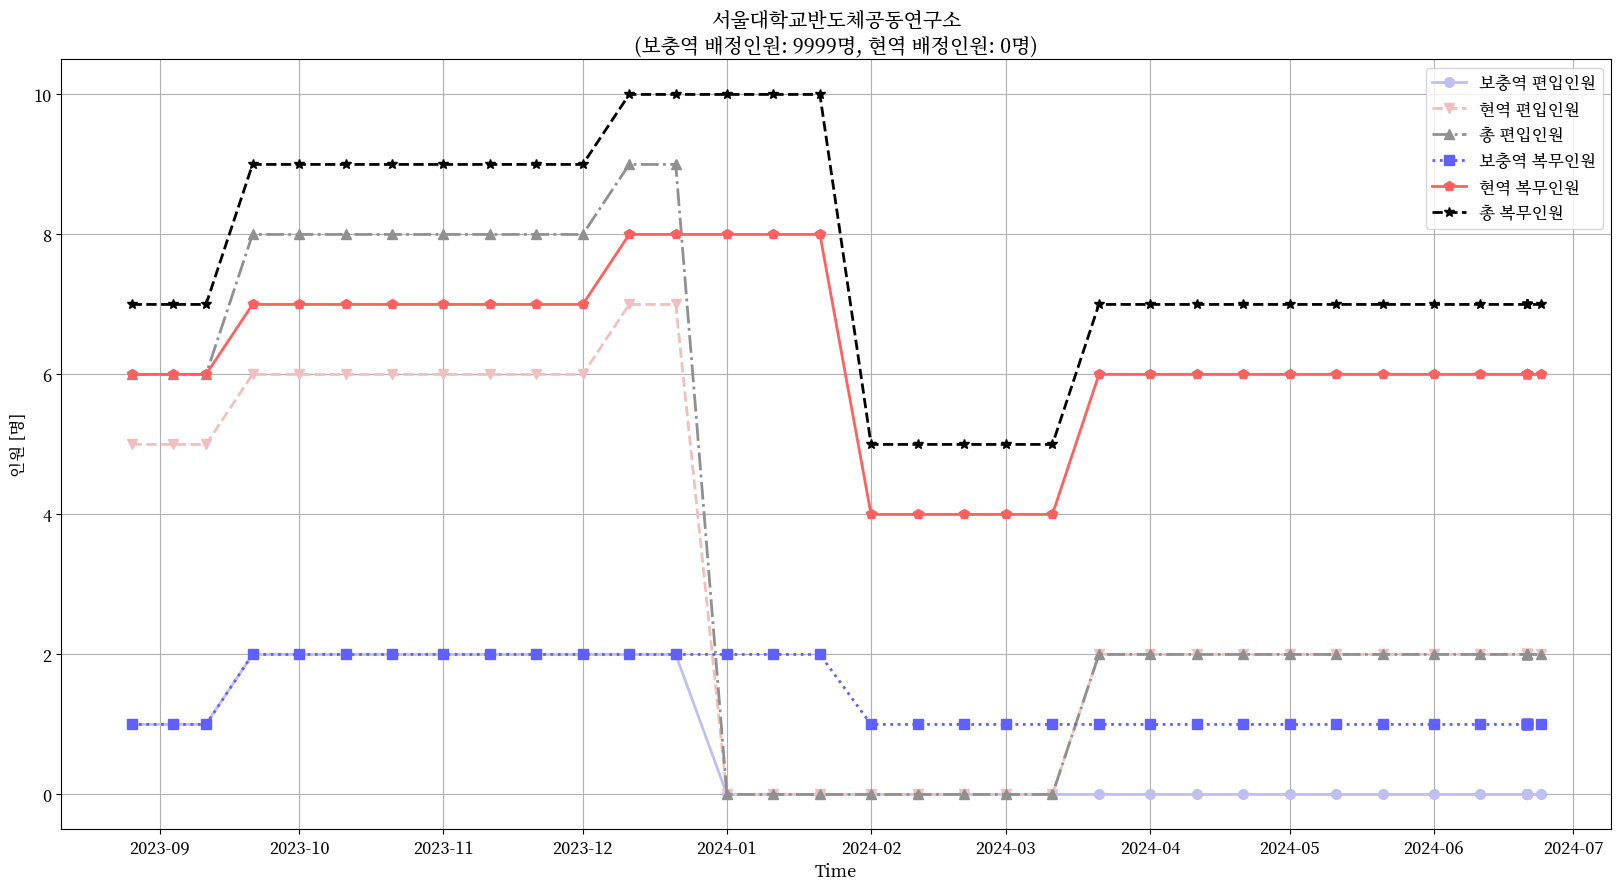 서울대학교반도체공동연구소
(보충역 배정인원: 9999명, 현역 배정인원: 0명)
보충역 편입인원
현역 편입인원
총 편입인원
보충역 복무인원
현역 복무인원
총 복무인원
인원 [명]
10
8
6
4
2
0
2023-09 2023-10 2023-11 2023-12 2024-01 2024-02 2024-03 2024-04 2024-05 2024-06 2024-07
Time